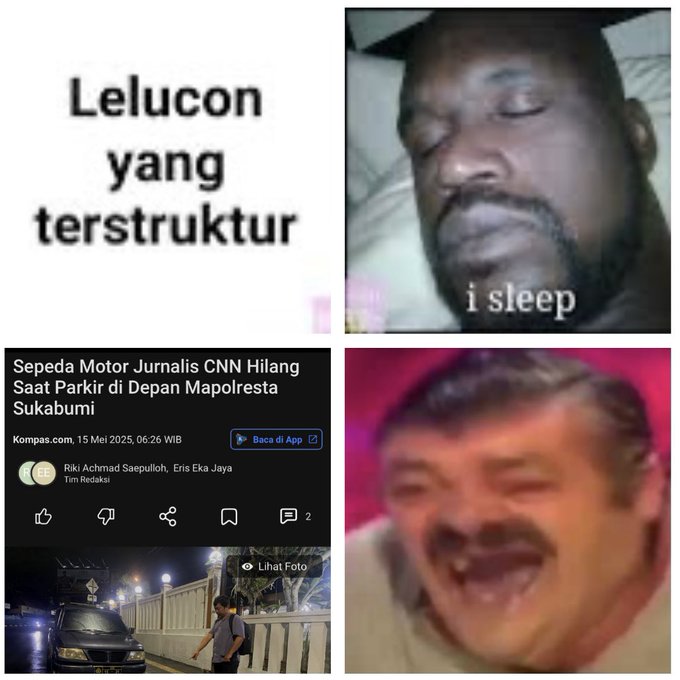 Lelucon
yang
terstruktur
i sleep
Sepeda Motor Jurnalis CNN Hilang
Saat Parkir di Depan Mapolresta
Sukabumi
Kompas.com, 15 Mei 2025, 06:26 WIB
Baca di App
EE
Riki Achmad Saepulloh, Eris Eka Jaya
Tim Redaksi
2
Lihat Foto